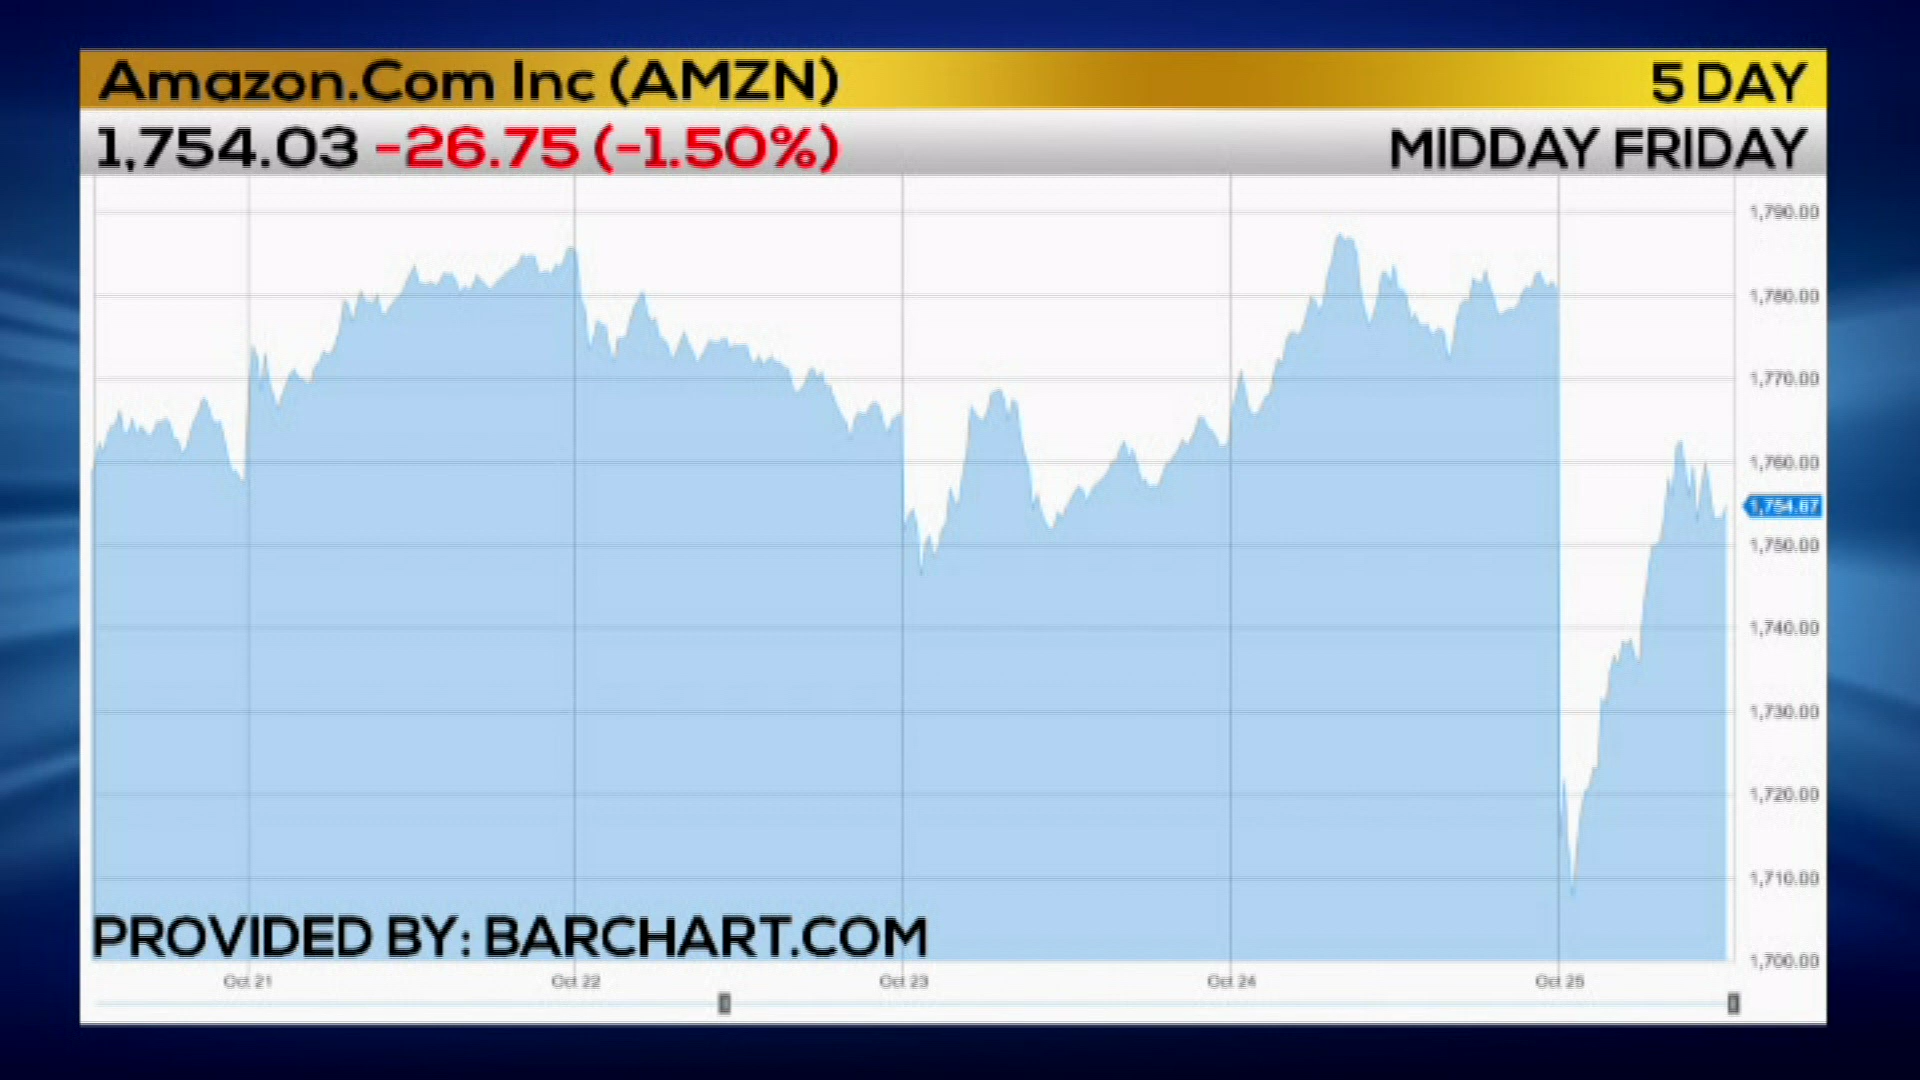 Amazon.Com Inc (AMZN) 5 DAY
1,754.03 -26.75 (-1.50%) MIDDAY FRIDAY
1,790.00
1,780.00
1,770.00
1,760.00
1,754.67
1,750.00
1,740.00
1,730.00
1,720.00
1,710.00
1,700.00
PROVIDED BY: BARCHART.COM
Oct 21 Oct 22 Oct 23 Oct 24 Oct 25